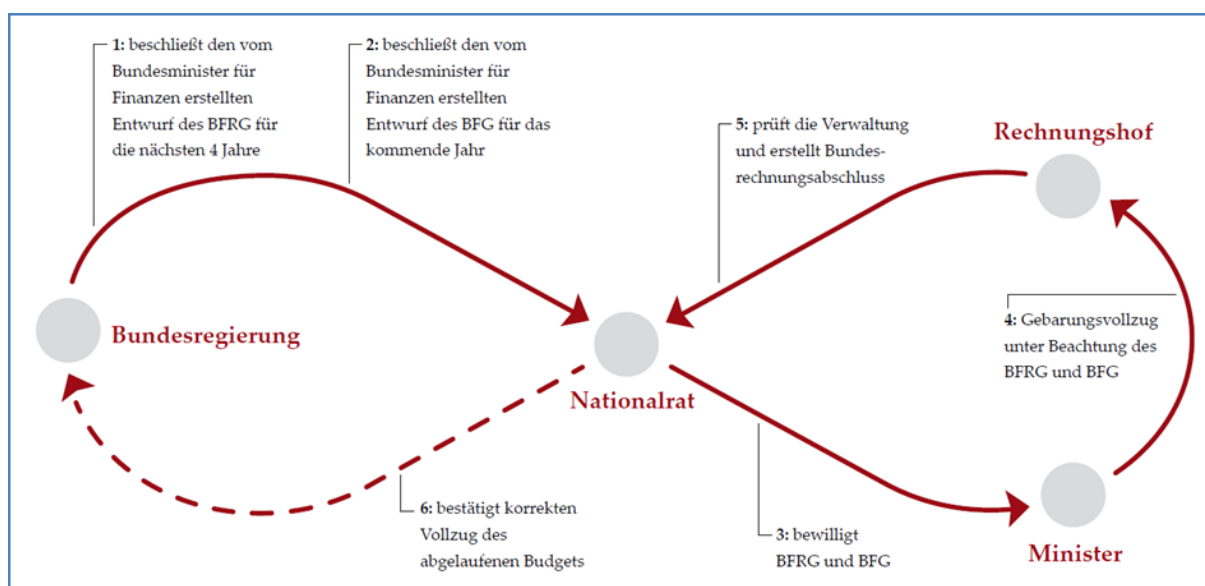 1: beschließt den vom
Bundesminister für
Finanzen erstellten
Entwurf des BFRG für
die nächsten 4 Jahre
2: beschließt den vom
Bundesminister für
Finanzen erstellten
Entwurf des BFG für das
kommende Jahr
5: prüft die Verwaltung
und erstellt Bundes-
rechnungsabschluss
Rechnungshof
Bundesregierung
Nationalrat
4: Gebarungsvollzug
unter Beachtung des
BFRG und BFG
6: bestätigt korrekten
Vollzug des
abgelaufenen Budgets
3: bewilligt
BFRG und BFG
Minister